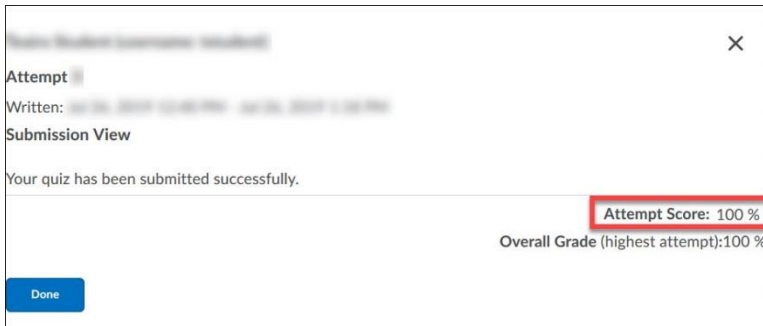 Attempt
Written:
Submission View
Your quiz has been submitted successfully.
Attempt Score: 100 %
Overall Grade (highest attempt):100 %
Done